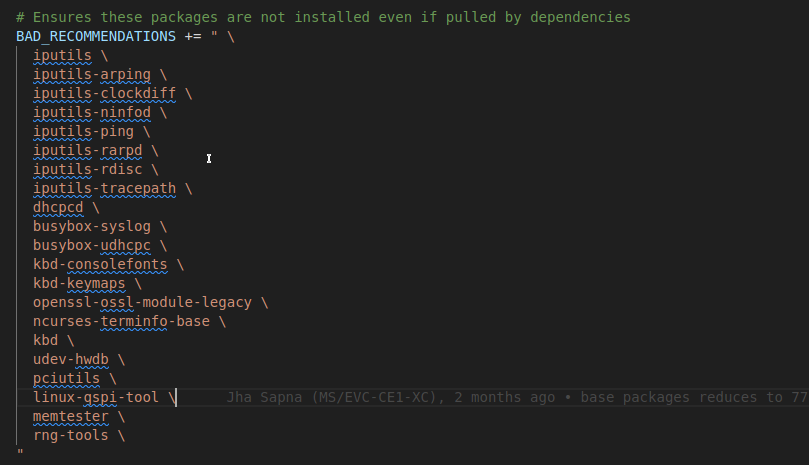 # Ensures these packages are not installed even if pulled by dependencies
BAD_RECOMMENDATIONS += " \
iputils \
iputils-arping \
iputils-clockdiff \
iputils-ninfod \
iputils-ping \
iputils-rarpd \
iputils-rdisc \
iputils-tracepath \
dhcpcd \
busybox-syslog \
busybox-udhcpc \
kbd-consolefonts \
kbd-keymaps \
openssl-ossl-module-legacy \
ncurses-terminfo-base \
kbd \
udev-hwdb \
pciutils \
linux-qspi-tool \ Jha Sapna (MS/EVC-CE1-XC), 2 months ago • base packages reduces to 77
memtester \
rng-tools \
"